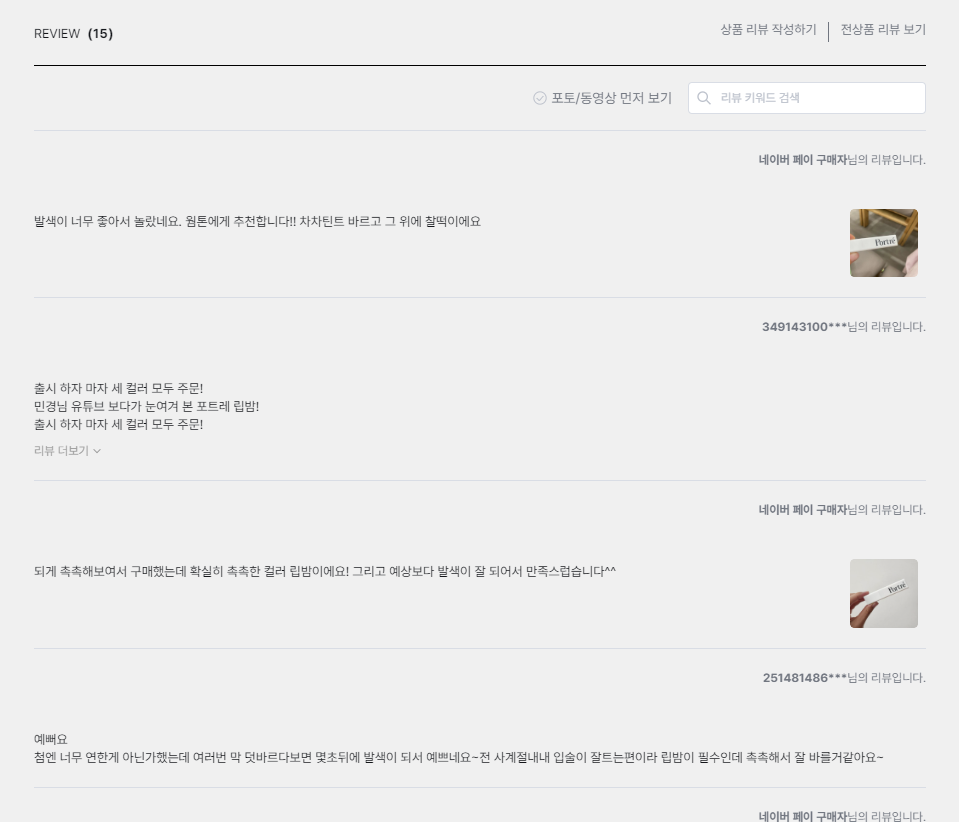 REVIEW (15)
상품 리뷰 작성하기 전상품 리뷰 보기
포토/동영상 먼저 보기 리뷰 키워드 검색
네이버 페이 구매자님의 리뷰입니다.
발색이 너무 좋아서 놀랐네요. 웜톤에게 추천합니다!! 차차틴트 바르고 그 위에 찰떡이에요
Portré
349143100***님의 리뷰입니다.
출시 하자 마자 세 컬러 모두 주문!
민경님 유튜브 보다가 눈여겨 본 포트레 립밤!
출시 하자 마자 세 컬러 모두 주문!
리뷰 더보기
네이버 페이 구매자님의 리뷰입니다.
되게 촉촉해보여서 구매했는데 확실히 촉촉한 컬러 립밤이에요! 그리고 예상보다 발색이 잘 되어서 만족스럽습니다^^
Portré
251481486***님의 리뷰입니다.
예뻐요
첨엔 너무 연한게 아닌가했는데 여러번 막 덧바르다보면 몇초뒤에 발색이 되서 예쁘네요~전 사계절내내 입술이 잘트는편이라 립밤이 필수인데 촉촉해서 잘 바를거같아요~
네이버 페이 구매자님의 리뷰입니다.